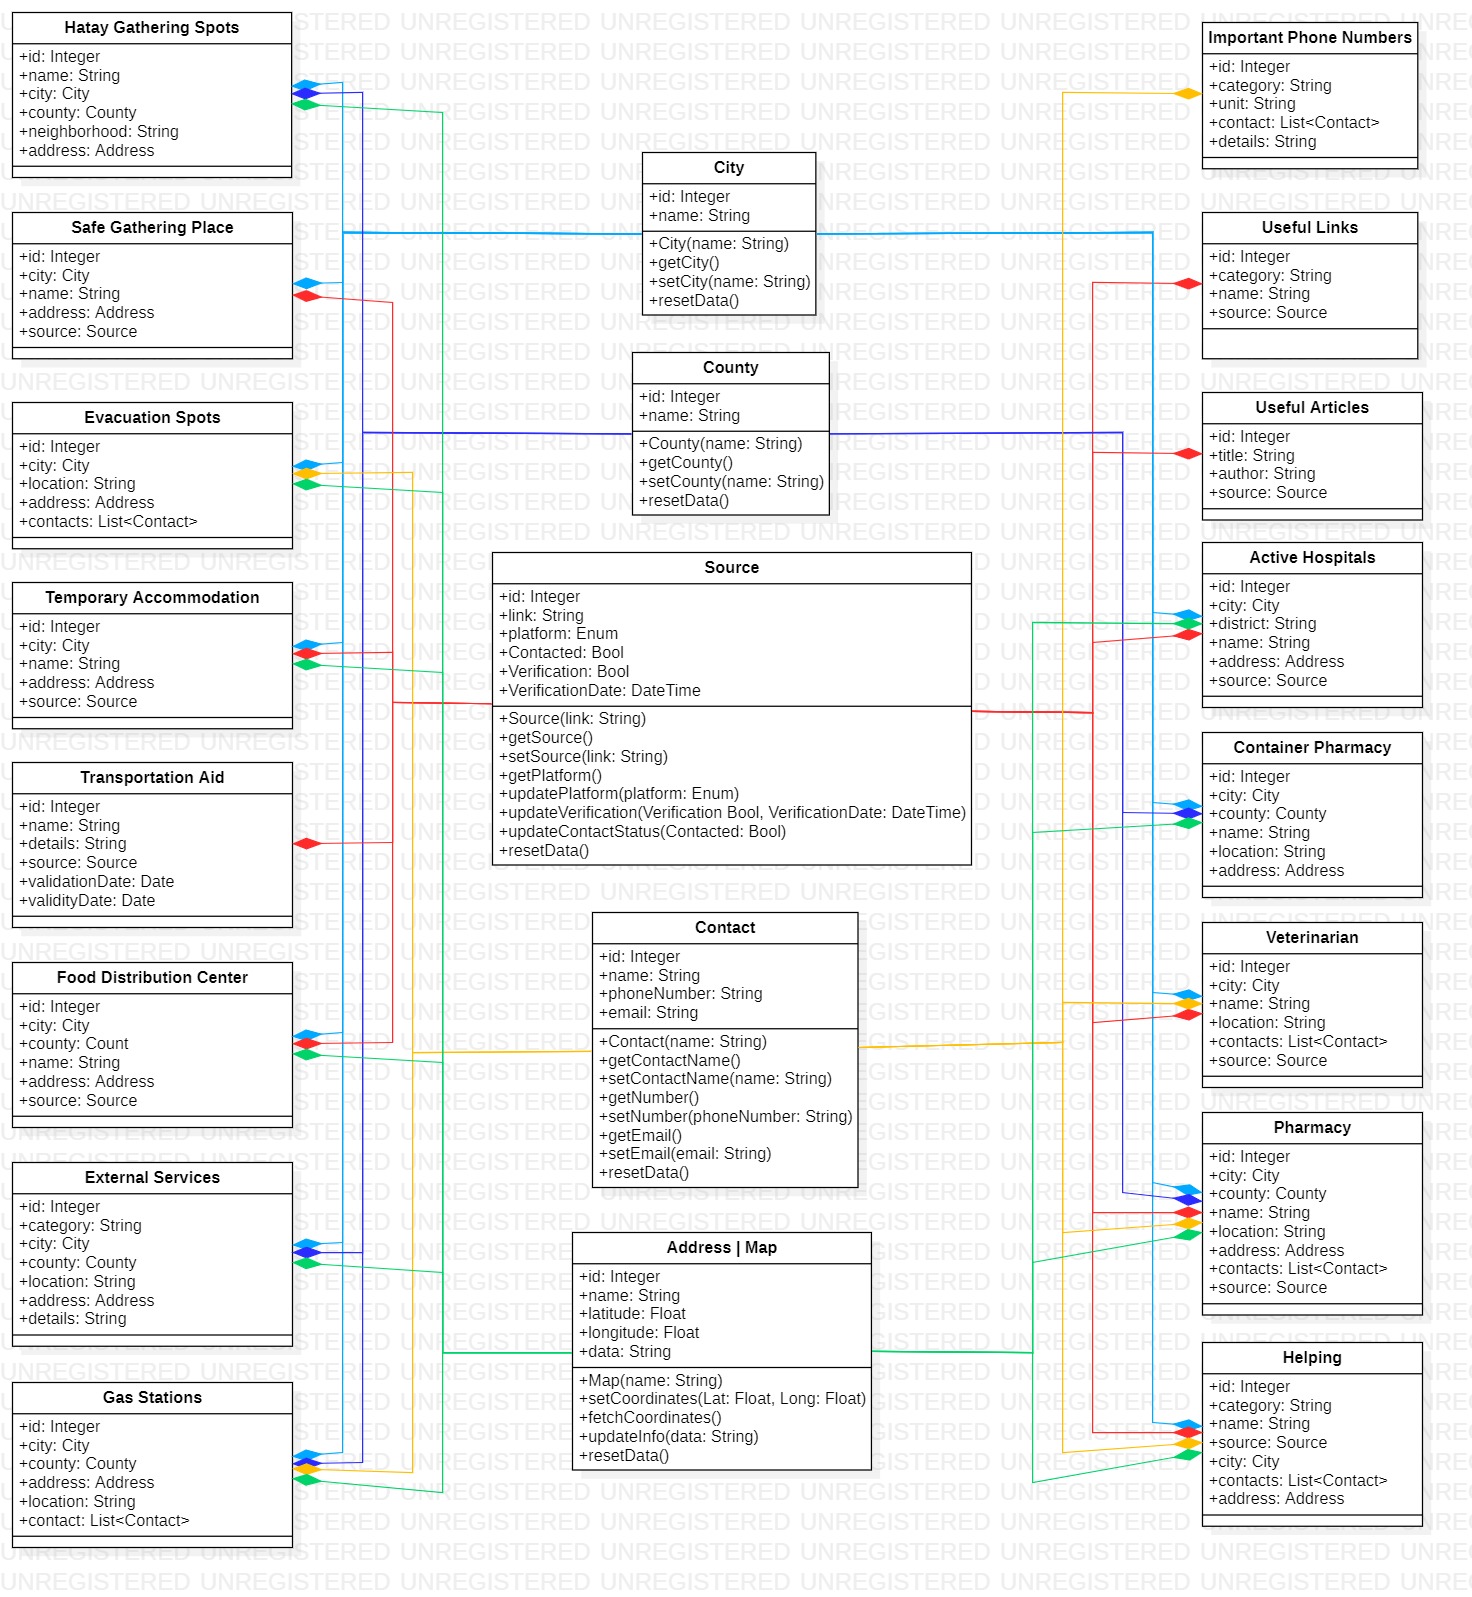 Hatay Gathering Spots
+id: Integer
+name: String
+city: City
+county: County
+neighborhood: String
+address: Address
Safe Gathering Place
+id: Integer
+city: City
+name: String
+address: Address
+source: Source
Evacuation Spots
+id: Integer
+city: City
+location: String
+address: Address
+contacts: List<Contact>
Temporary Accommodation
+id: Integer
+city: City
+name: String
+address: Address
+source: Source
Transportation Aid
+id: Integer
+name: String
+details: String
+source: Source
+validationDate: Date
+validityDate: Date
Food Distribution Center
+id: Integer
+city: City
+county: Count
+name: String
+address: Address
+source: Source
External Services
+id: Integer
+category: String
+city: City
+county: County
+location: String
+address: Address
+details: String
Gas Stations
+id: Integer
+city: City
+county: County
+address: Address
+location: String
+contact: List<Contact>
City
+id: Integer
+name: String
+City(name: String)
+getCity()
+setCity(name: String)
+resetData()
County
+id: Integer
+name: String
+County(name: String)
+getCounty()
+setCounty(name: String)
+resetData()
Source
+id: Integer
+link: String
+platform: Enum
+Contacted: Bool
+Verification: Bool
+VerificationDate: DateTime
+Source(link: String)
+getSource()
+setSource(link: String)
+getPlatform()
+updatePlatform(platform: Enum)
+updateVerification(Verification Bool, VerificationDate: DateTime)
+updateContactStatus(Contacted: Bool)
+resetData()
Contact
+id: Integer
+name: String
+phoneNumber: String
+email: String
+Contact(name: String)
+getContactName()
+setContactName(name: String)
+getNumber()
+setNumber(phoneNumber: String)
+getEmail()
+setEmail(email: String)
+resetData()
Address | Map
+id: Integer
+name: String
+latitude: Float
+longitude: Float
+data: String
+Map(name: String)
+setCoordinates(Lat: Float, Long: Float)
+fetchCoordinates()
+updateInfo(data: String)
+resetData()
Important Phone Numbers
+id: Integer
+category: String
+unit: String
+contact: List<Contact>
+details: String
Useful Links
+id: Integer
+category: String
+name: String
+source: Source
Useful Articles
+id: Integer
+title: String
+author: String
+source: Source
Active Hospitals
+id: Integer
+city: City
+district: String
+name: String
+address: Address
+source: Source
Container Pharmacy
+id: Integer
+city: City
+county: County
+name: String
+location: String
+address: Address
Veterinarian
+id: Integer
+city: City
+name: String
+location: String
+contacts: List<Contact>
+source: Source
Pharmacy
+id: Integer
+city: City
+county: County
+name: String
+location: String
+address: Address
+contacts: List<Contact>
+source: Source
Helping
+id: Integer
+category: String
+name: String
+source: Source
+city: City
+contacts: List<Contact>
+address: Address
UNREGISTERED